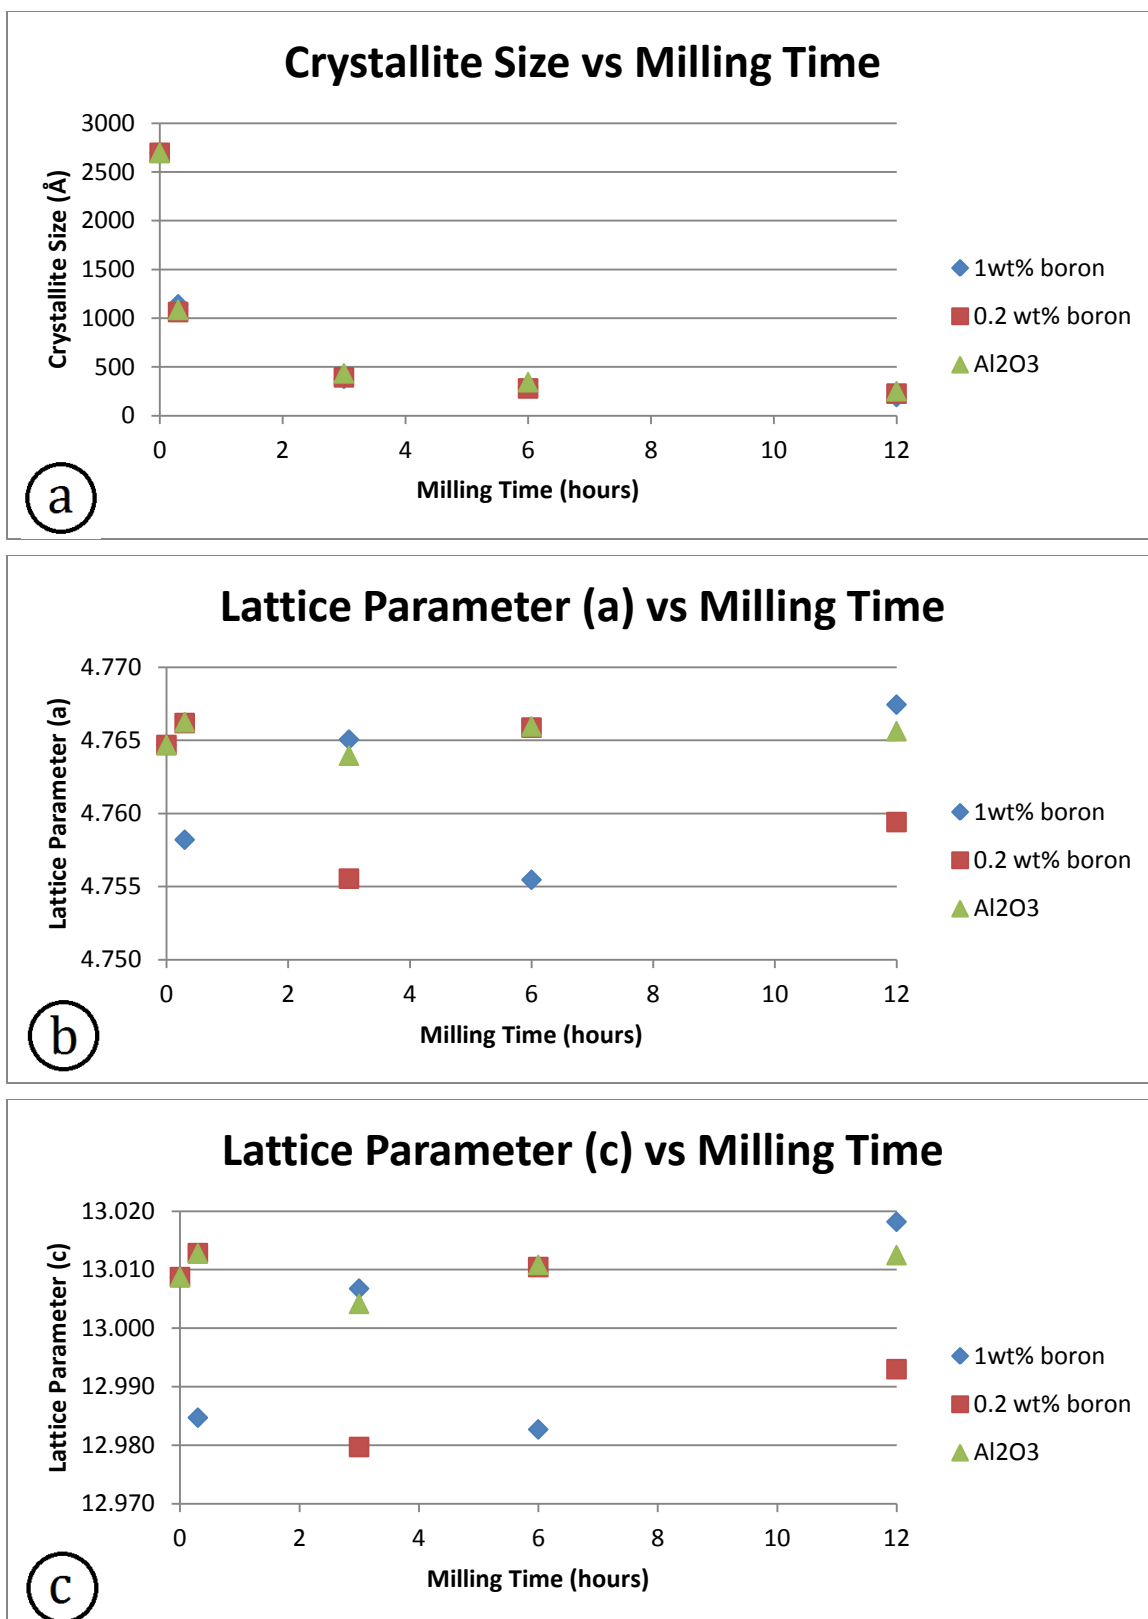 Crystallite Size vs Milling Time
3000
2500
2000
1500
1000
500
0
Crystallite Size (Å)
0 2 4 6 8 10 12
Milling Time (hours)
1wt% boron
0.2 wt% boron
Al2O3
a
Lattice Parameter (a) vs Milling Time
4.770
4.765
4.760
4.755
4.750
Lattice Parameter (a)
0 2 4 6 8 10 12
Milling Time (hours)
1wt% boron
0.2 wt% boron
Al2O3
b
Lattice Parameter (c) vs Milling Time
13.020
13.010
13.000
12.990
12.980
12.970
Lattice Parameter (c)
0 2 4 6 8 10 12
Milling Time (hours)
1wt% boron
0.2 wt% boron
Al2O3
c